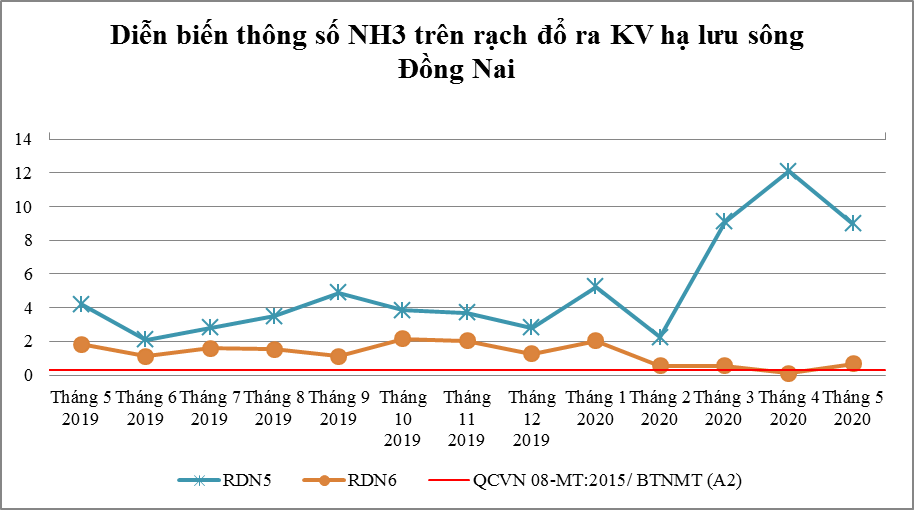 Diễn biến thông số NH3 trên rạch đổ ra KV hạ lưu sông
Đồng Nai
14
12
10
8
6
4
2
0
Tháng 5
2019
Tháng 6
2019
Tháng 7
2019
Tháng 8
2019
Tháng 9
2019
Tháng
10
2019
Tháng
11
2019
Tháng
12 2019
Tháng 1
2020
Tháng 2
2020
Tháng 3
2020
Tháng 4
2020
Tháng 5
2020
RDN5
RDN6
QCVN 08-MT:2015/ BTNMT (A2)